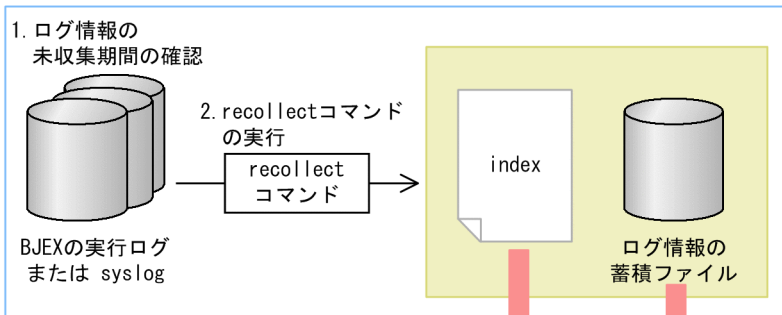 1. ログ情報の
未収集期間の確認
2. recollectコマンド
の実行
recollect
コマンド
index
BJEXの実行ログ
または syslog
ログ情報の
蓄積ファイル